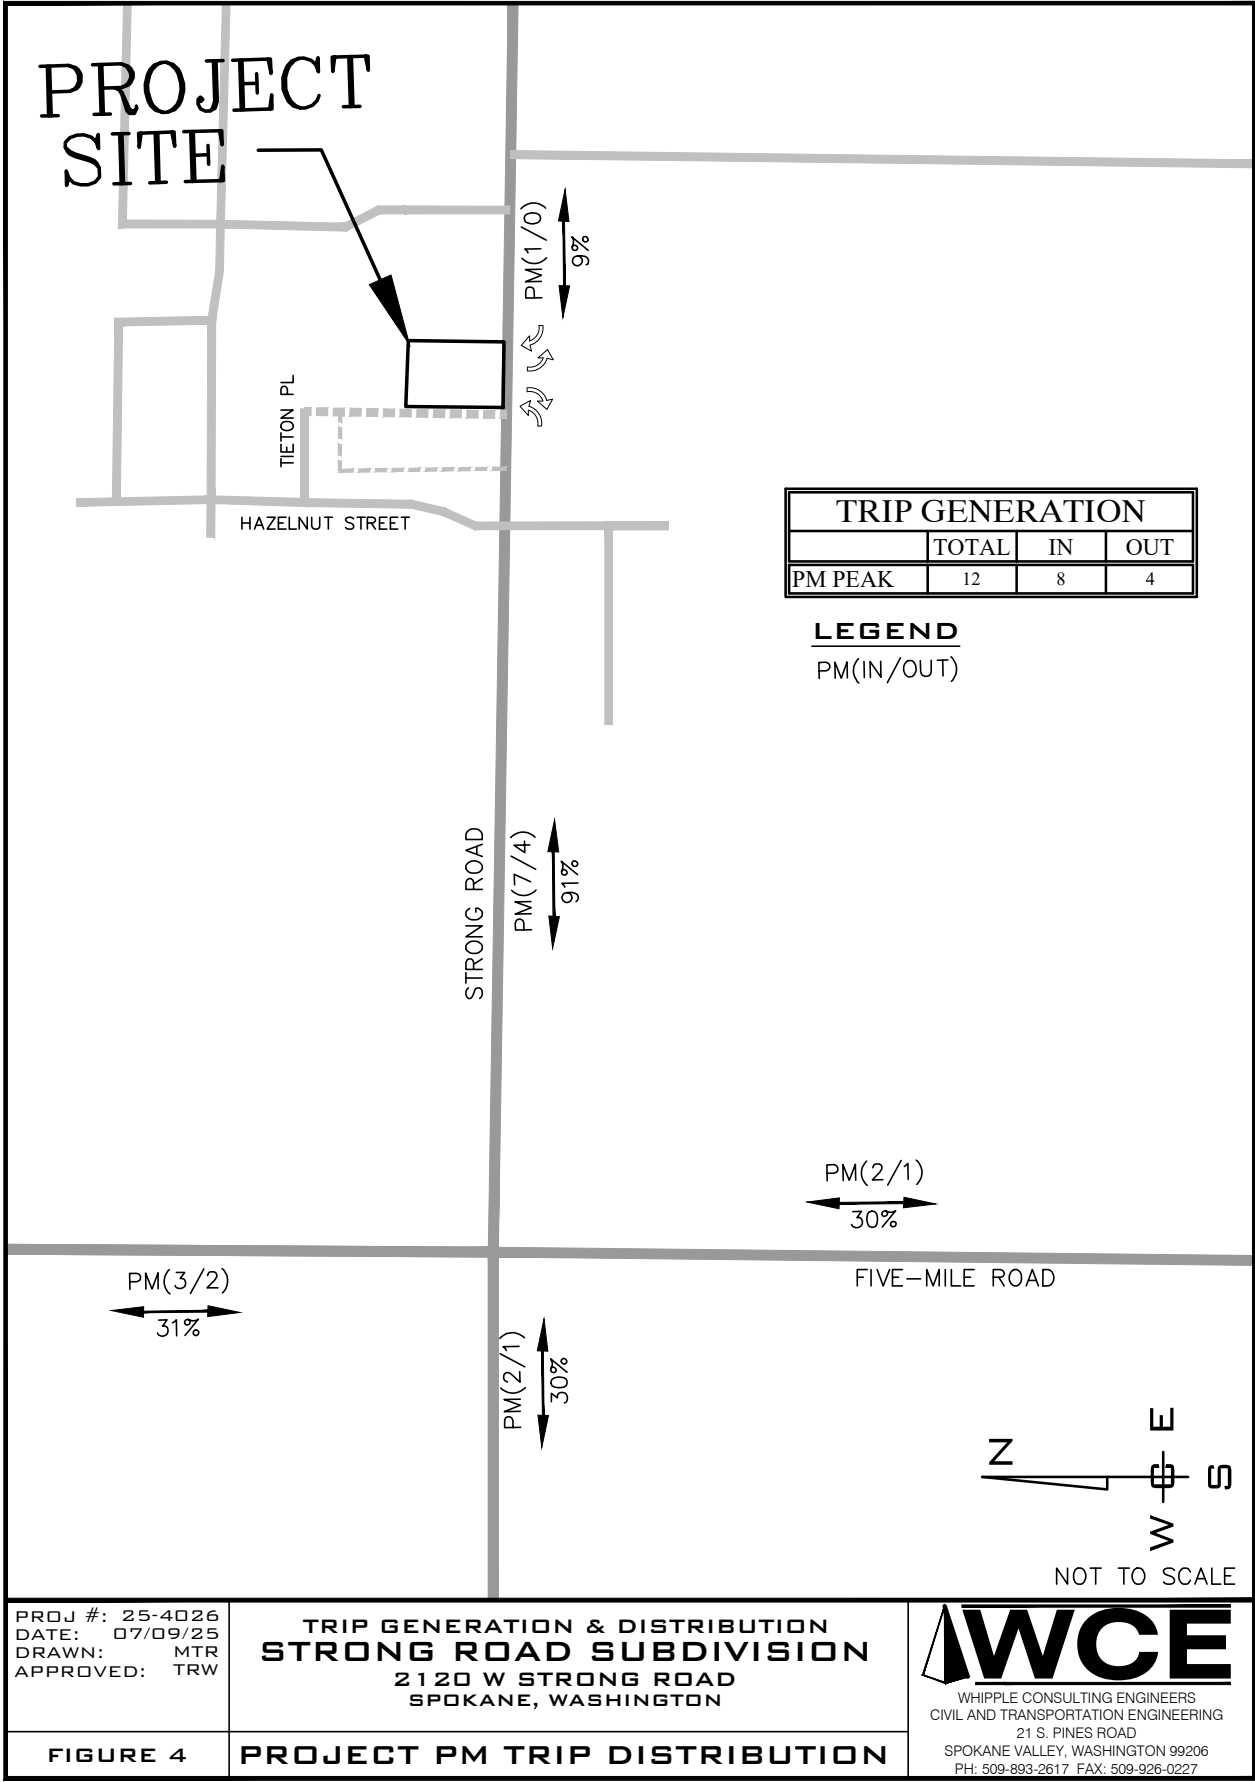 PROJECT
SITE
PM(1/0)
9%
TIETON PL
HAZELNUT STREET
TRIP GENERATION
TOTAL IN OUT
PM PEAK 12 8 4
LEGEND
PM(IN/OUT)
STRONG ROAD
PM(7/4)
91%
PM(2/1)
30%
FIVE-MILE ROAD
PM(3/2)
31%
PM(2/1)
30%
N
E
S
W
NOT TO SCALE
PROJ #: 25-4026
DATE: 07/09/25
DRAWN: MTR
APPROVED: TRW
FIGURE 4
TRIP GENERATION & DISTRIBUTION
STRONG ROAD SUBDIVISION
2120 W STRONG ROAD
SPOKANE, WASHINGTON
PROJECT PM TRIP DISTRIBUTION
WCE
WHIPPLE CONSULTING ENGINEERS
CIVIL AND TRANSPORTATION ENGINEERING
21 S. PINES ROAD
SPOKANE VALLEY, WASHINGTON 99206
PH: 509-893-2617 FAX: 509-926-0227